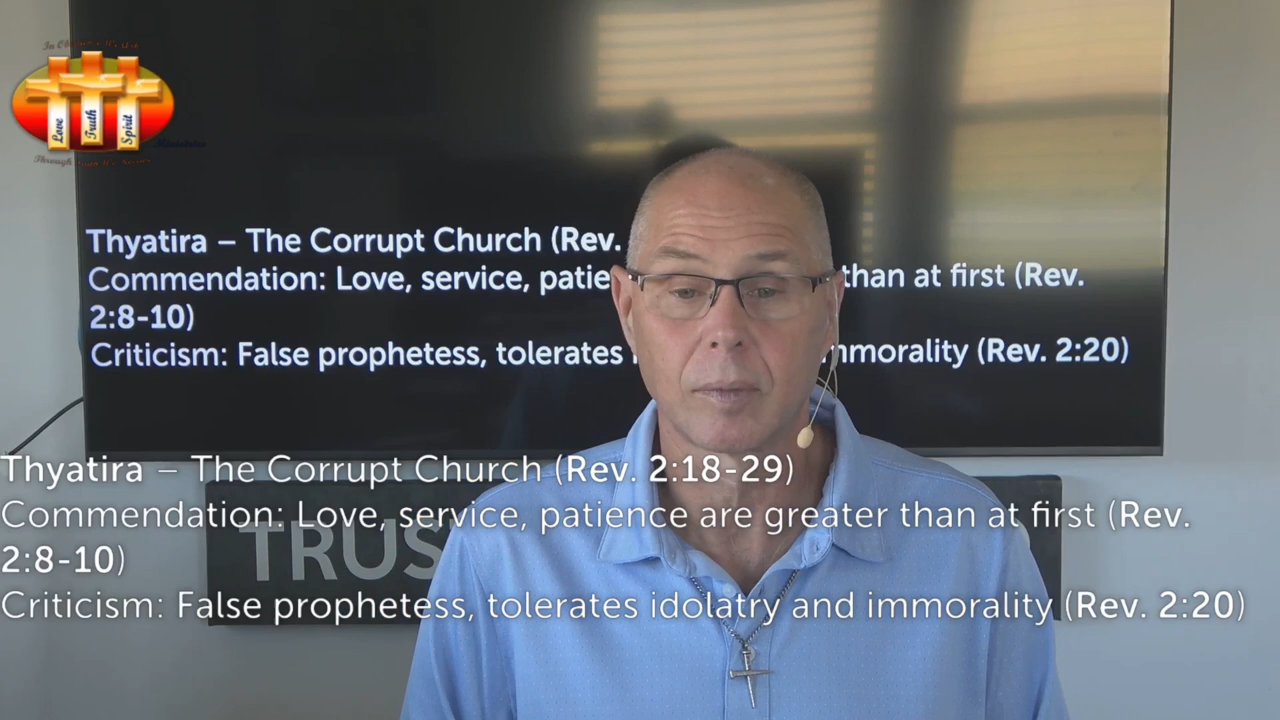 Love
Truth
Spirit
Thyatira – The Corrupt Church (Rev.
Commendation: Love, service, than at first (Rev.
2:8-10)
Criticism: False prophetess, tolerates (Rev. 2:20)
Thyatira – The Corrupt Church (Rev. 2:18-29)
Commendation: Love, service, patience are greater than at first (Rev.
2:8-10)
Criticism: False prophetess, tolerates idolatry and immorality (Rev. 2:20)
TRUS